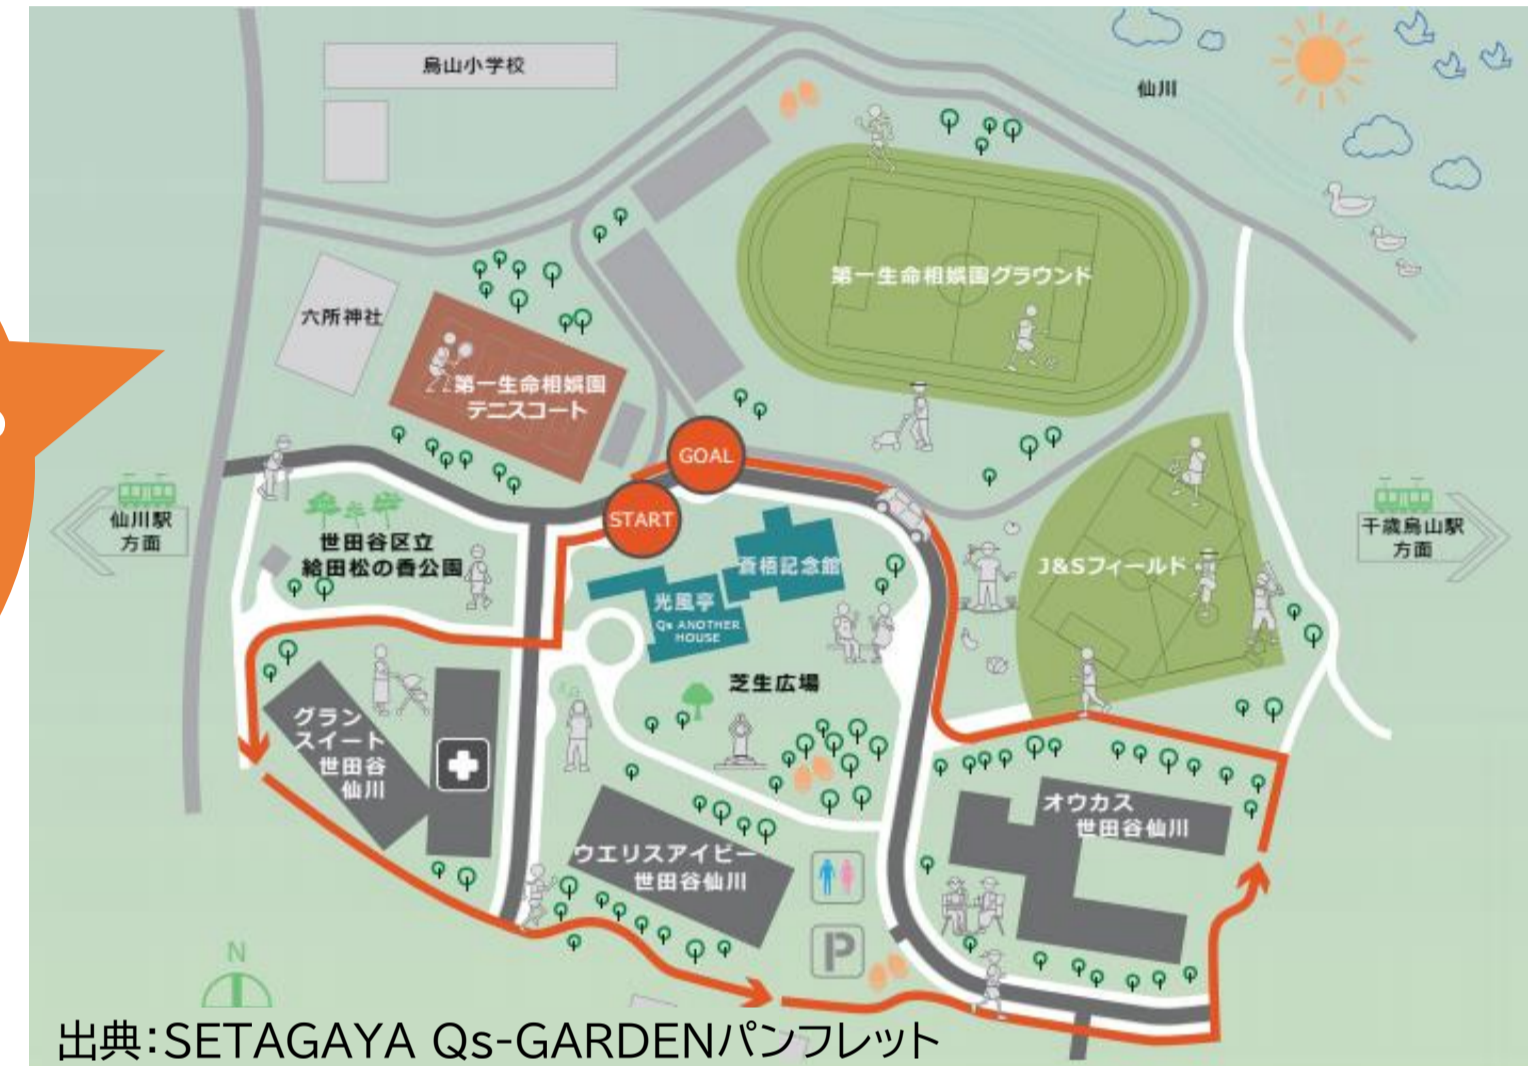 烏山小学校
仙川
第一生命相娯園グラウンド
六所神社
第一生命相娯園
テニスコート
GOAL
START
仙川駅
方面
千歳烏山駅
方面
世田谷区立
給田松の香公園
蒼梧記念館
光風亭
Qs ANOTHER
HOUSE
J&Sフィールド
芝生広場
グラン
スイート
世田谷
仙川
オウカス
世田谷仙川
ウエリスアイビー
世田谷仙川
P
N
出典：SETAGAYA Qs-GARDENパンフレット